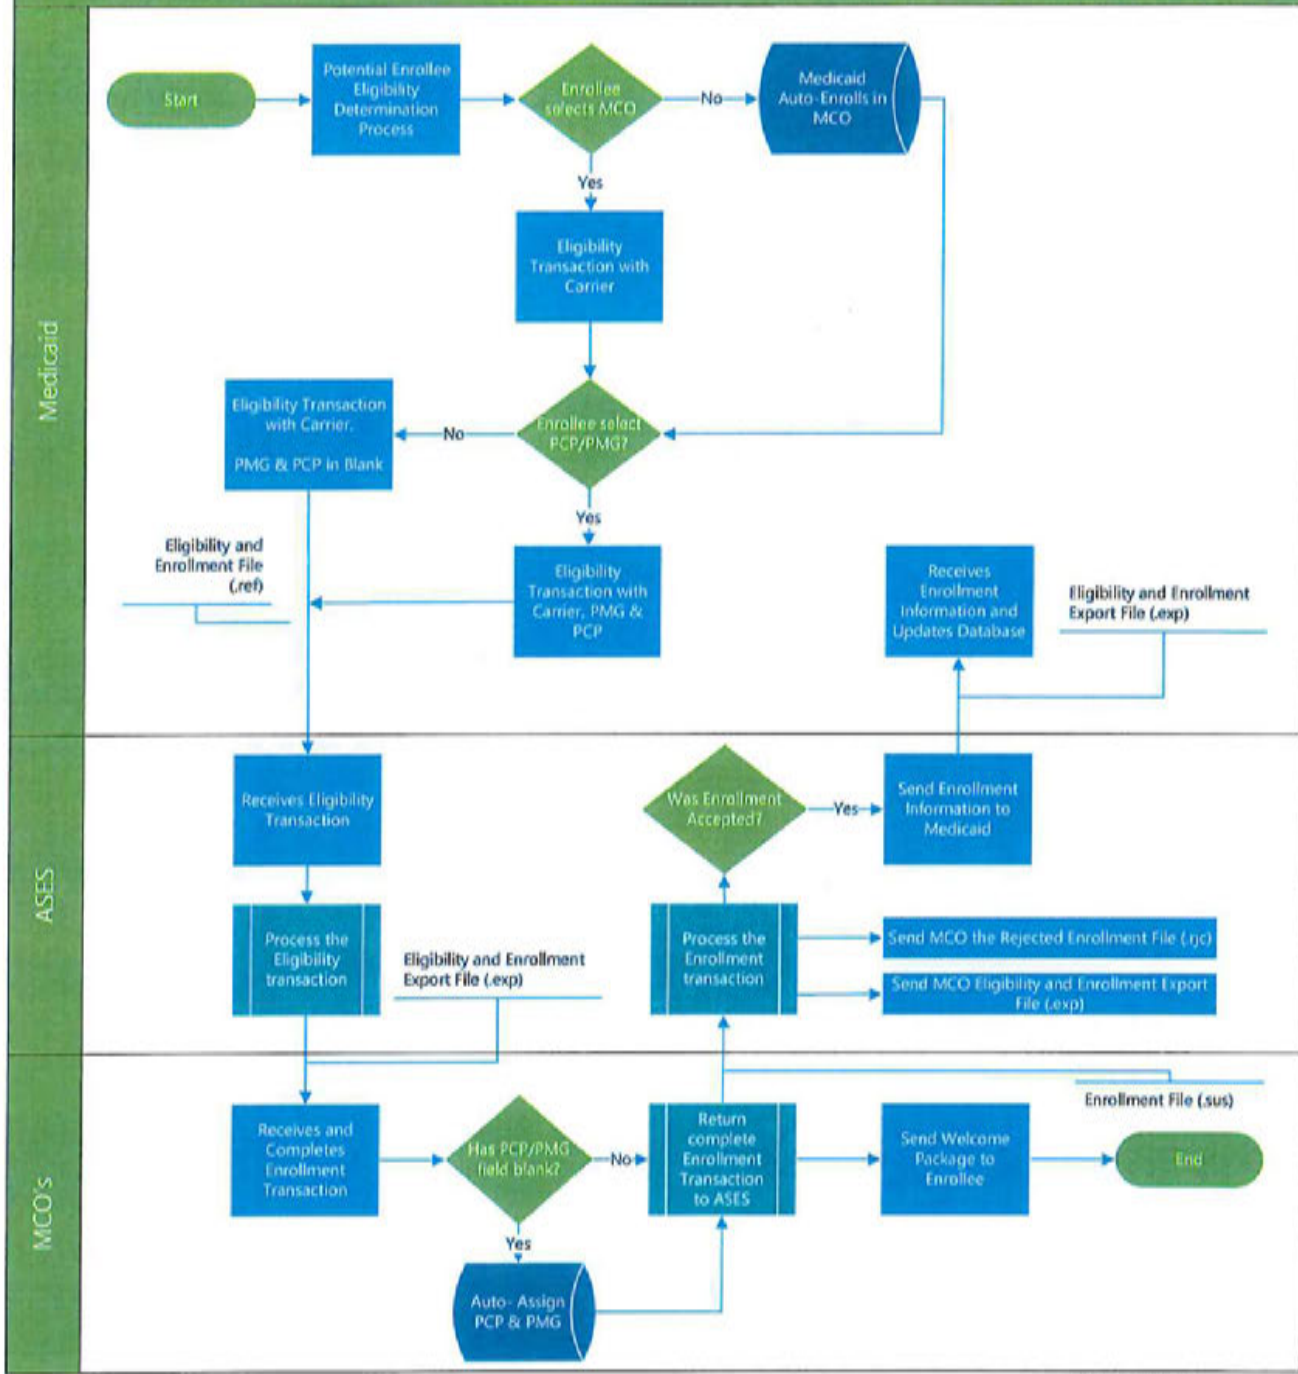 Medicaid
Start
Potential Enrollee
Eligibility
Determination
Process
Enrollee
selects MCO
No
Medicaid
Auto-Enrolls in
MCO
Yes
Eligibility
Transaction with
Carrier
Eligibility Transaction
with Carrier.
PMG & PCP in Blank
No
Enrollee select
PCP/PMG?
Yes
Eligibility and
Enrollment File
(.ref)
Eligibility
Transaction with
Carrier, PMG &
PCP
Receives
Enrollment
Information and
Updates Database
Eligibility and Enrollment
Export File (.exp)
ASES
Receives Eligibility
Transaction
Was Enrollment
Accepted?
Yes
Send Enrollment
Information to
Medicaid
Process the
Eligibility
transaction
Eligibility and Enrollment
Export File (.exp)
Process the
Enrollment
transaction
Send MCO the Rejected Enrollment File (.rjc)
Send MCO Eligibility and Enrollment Export
File (.exp)
MCO's
Receives and
Completes
Enrollment
Transaction
Has PCP/PMG
field blank?
No
Return
complete
Enrollment
Transaction
to ASES
Send Welcome
Package to
Enrollee
Enrollment File (.sus)
End
Yes
Auto- Assign
PCP & PMG